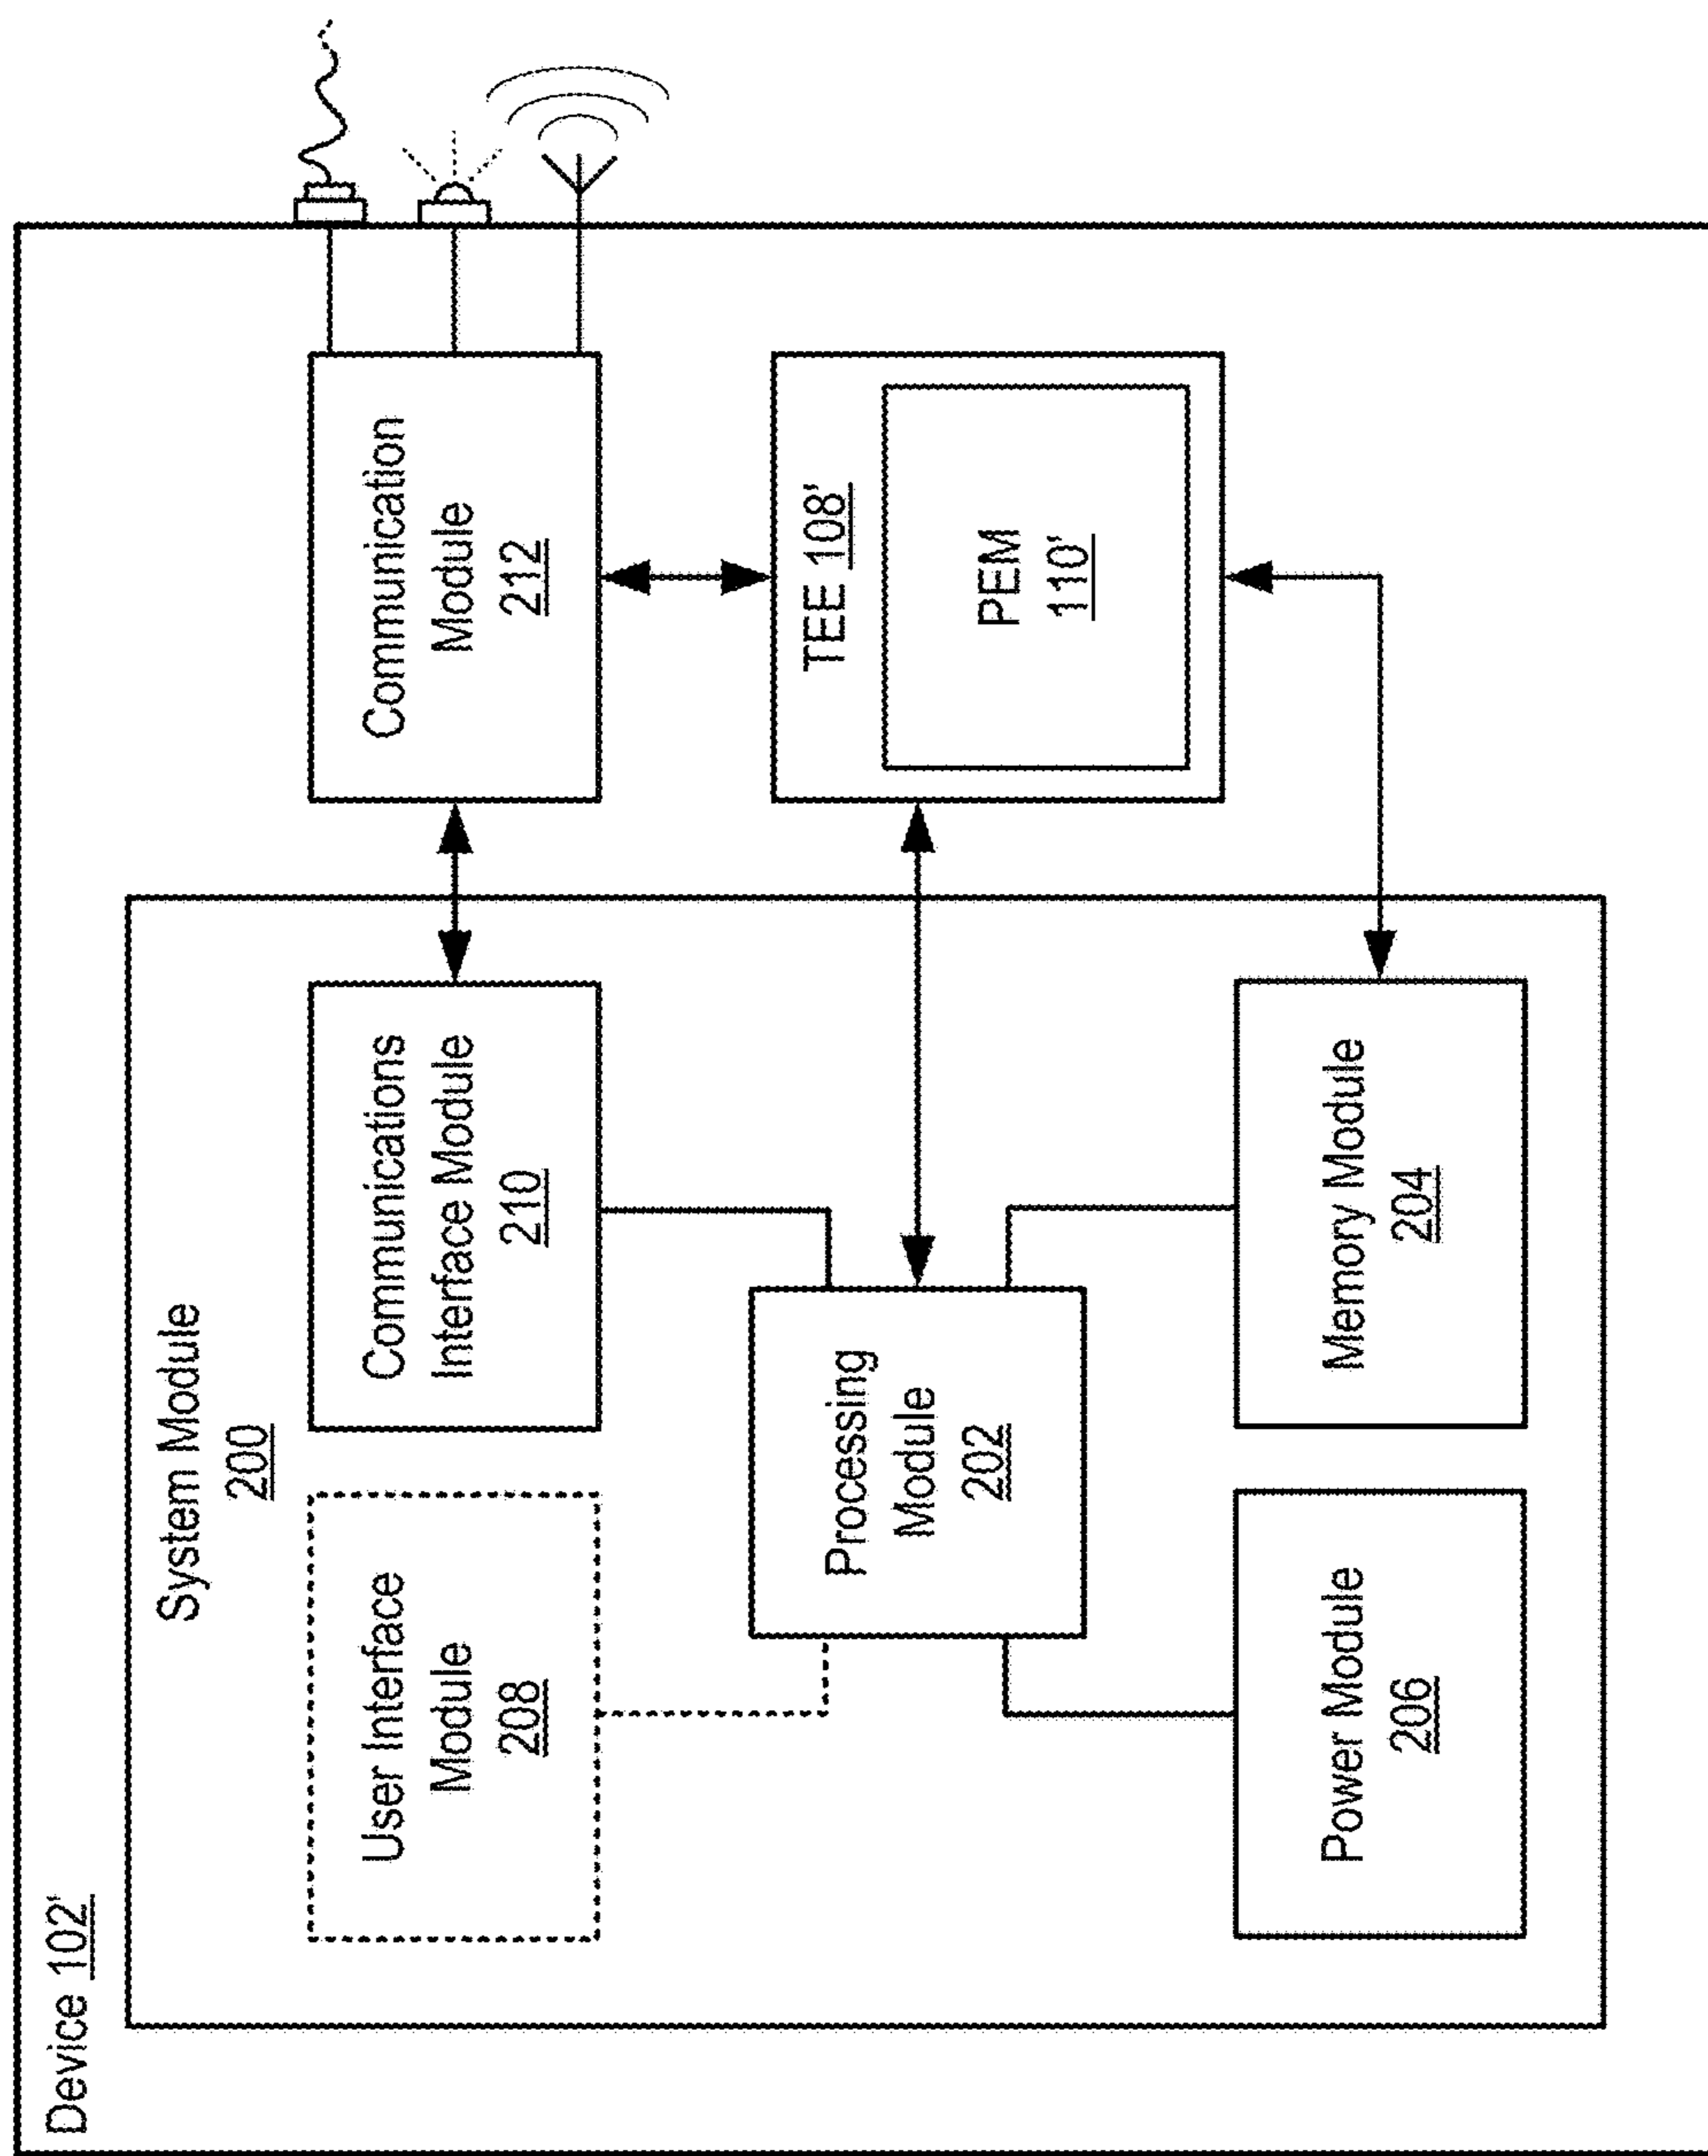 Device 102'
System Module
200
User Interface
Module
208
Communications
Interface Module
210
Communication
Module
212
Processing
Module
202
TEE 108'
PEM
110'
Power Module
206
Memory Module
204